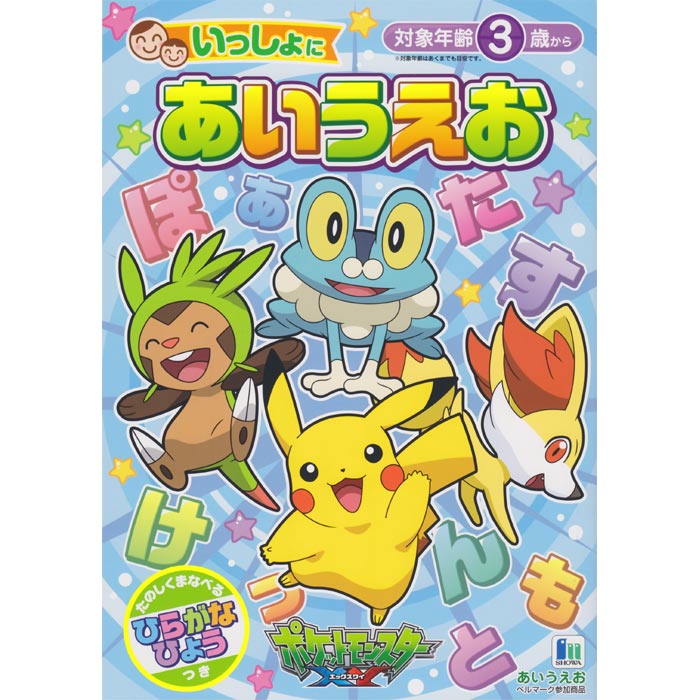 いっしょに
対象年齢3歳から
※対象年齢はあくまでも目安です。
あいうえお
ぽ
ぁ
た
す
け
っ
ん
と
も
たのしくまなべる
ひらがな
ひょう
つき
ポケットモンスター
XY
エックスワイ
SHOWA
あいうえお
ベルマーク参加商品